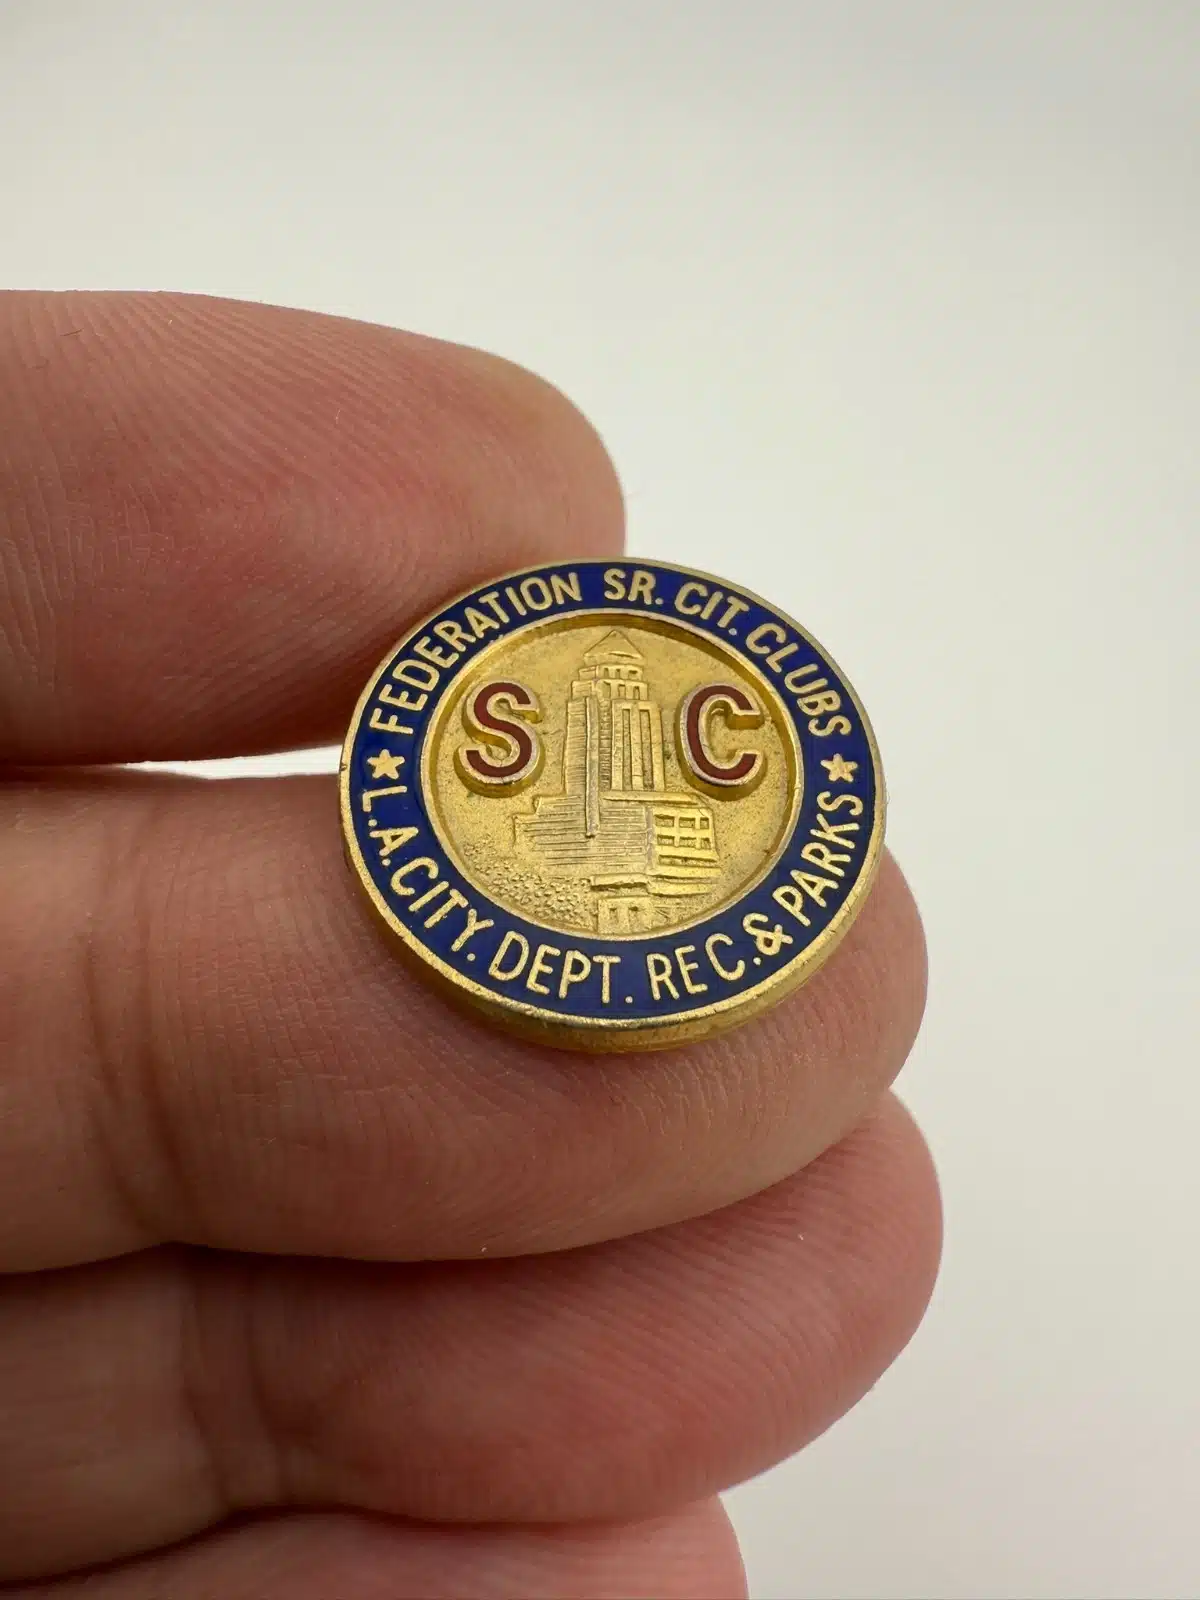 FEDERATION SR. CIT. CLUBS
S C
L.A. CITY. DEPT. REC. & PARKS